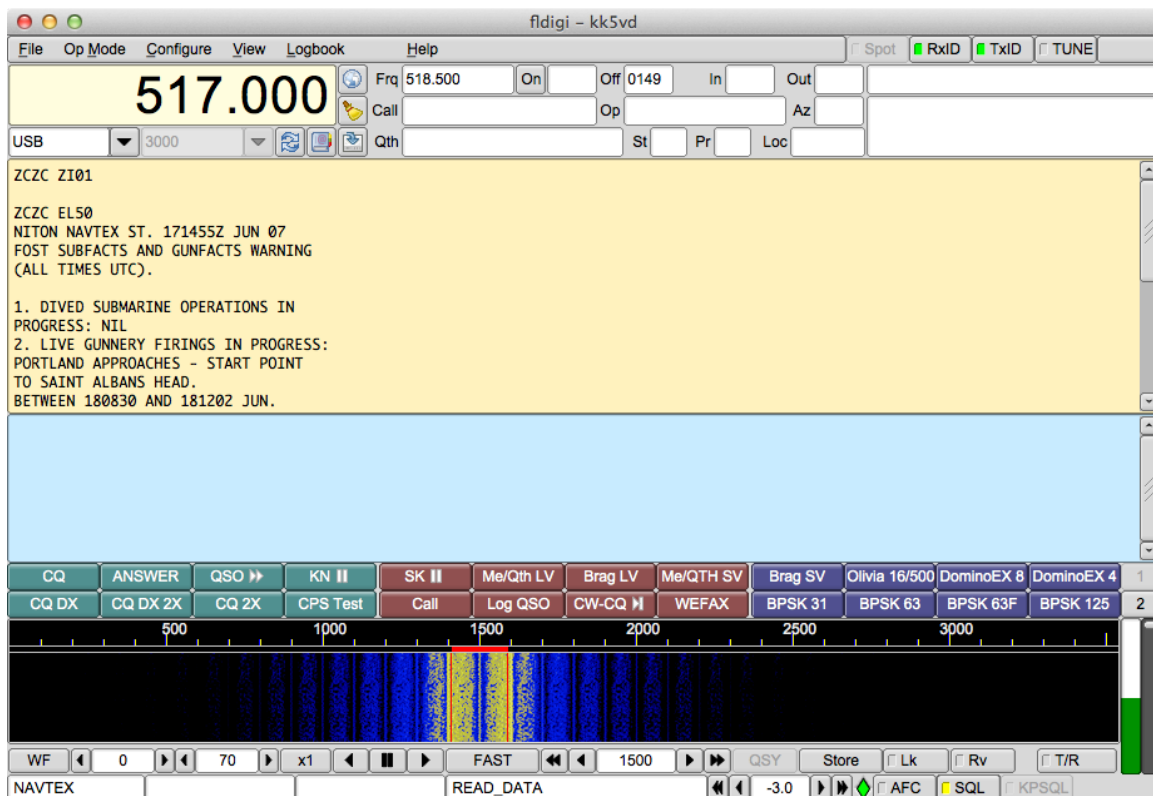 fldigi – kk5vd
File Op Mode Configure View Logbook Help Spot RxID TxID TUNE
517.000 Frq 518.500 On Off 0149 In Out
Call Op Az
USB 3000 Qth St Pr Loc
ZCZC ZI01
ZCZC EL50
NITON NAVTEX ST. 171455Z JUN 07
FOST SUBFACTS AND GUNFACTS WARNING
(ALL TIMES UTC).
1. DIVED SUBMARINE OPERATIONS IN
PROGRESS: NIL
2. LIVE GUNNERY FIRINGS IN PROGRESS:
PORTLAND APPROACHES - START POINT
TO SAINT ALBANS HEAD.
BETWEEN 180830 AND 181202 JUN.
CQ ANSWER QSO KN SK Me/Qth LV Brag LV Me/QTH SV Brag SV Olivia 16/500 DominoEX 8 DominoEX 4 1
CQ DX CQ DX 2X CQ 2X CPS Test Call Log QSO CW-CQ WEFAX BPSK 31 BPSK 63 BPSK 63F BPSK 125 2
500 1000 1500 2000 2500 3000
WF 0 70 x1 FAST 1500 QSY Store Lk Rv T/R
NAVTEX READ_DATA -3.0 AFC SQL KPSQL